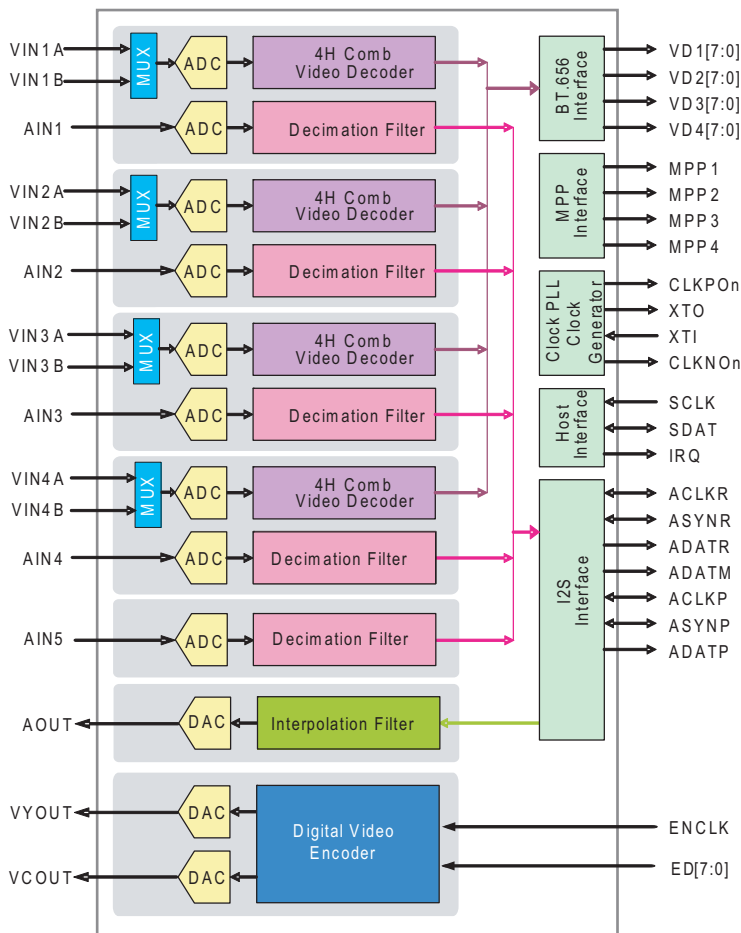 VIN1A
VIN1B
MUX
ADC
4H Comb
Video Decoder
AIN1
ADC
Decimation Filter
VIN2A
VIN2B
MUX
ADC
4H Comb
Video Decoder
AIN2
ADC
Decimation Filter
VIN3A
VIN3B
MUX
ADC
4H Comb
Video Decoder
AIN3
ADC
Decimation Filter
VIN4A
VIN4B
MUX
ADC
4H Comb
Video Decoder
AIN4
ADC
Decimation Filter
AIN5
ADC
Decimation Filter
AOUT
DAC
Interpolation Filter
VYOUT
DAC
VCOUT
DAC
Digital Video
Encoder
BT.656
Interface
VD1[7:0]
VD2[7:0]
VD3[7:0]
VD4[7:0]
MPP
Interface
MPP1
MPP2
MPP3
MPP4
Clock PLL
Clock
Generator
CLKPOn
XTO
XTI
CLKNOn
Host
Interface
SCLK
SDAT
IRQ
I2S
Interface
ACLKR
ASYNR
ADATR
ADATM
ACLKP
ASYNP
ADATP
ENCLK
ED[7:0]